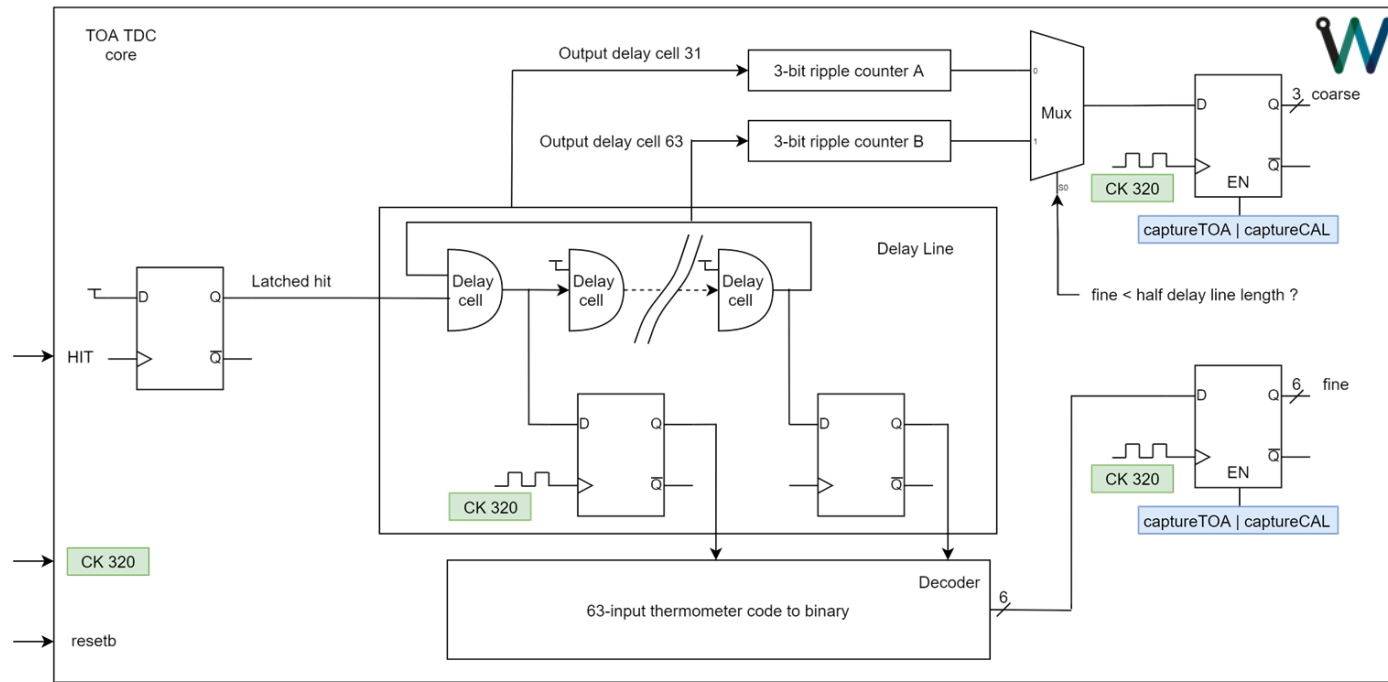 TOA TDC
core
Output delay cell 31
3-bit ripple counter A
0
Mux
D
Q
3
coarse
Output delay cell 63
3-bit ripple counter B
1
S0
CK 320
Q
EN
captureTOA | captureCAL
Delay Line
Latched hit
Delay
cell
Delay
cell
Delay
cell
fine < half delay line length ?
D
Q
HIT
Q
D
Q
6
fine
D
Q
D
Q
CK 320
Q
EN
CK 320
Q
Q
captureTOA | captureCAL
CK 320
Decoder
63-input thermometer code to binary
6
resetb